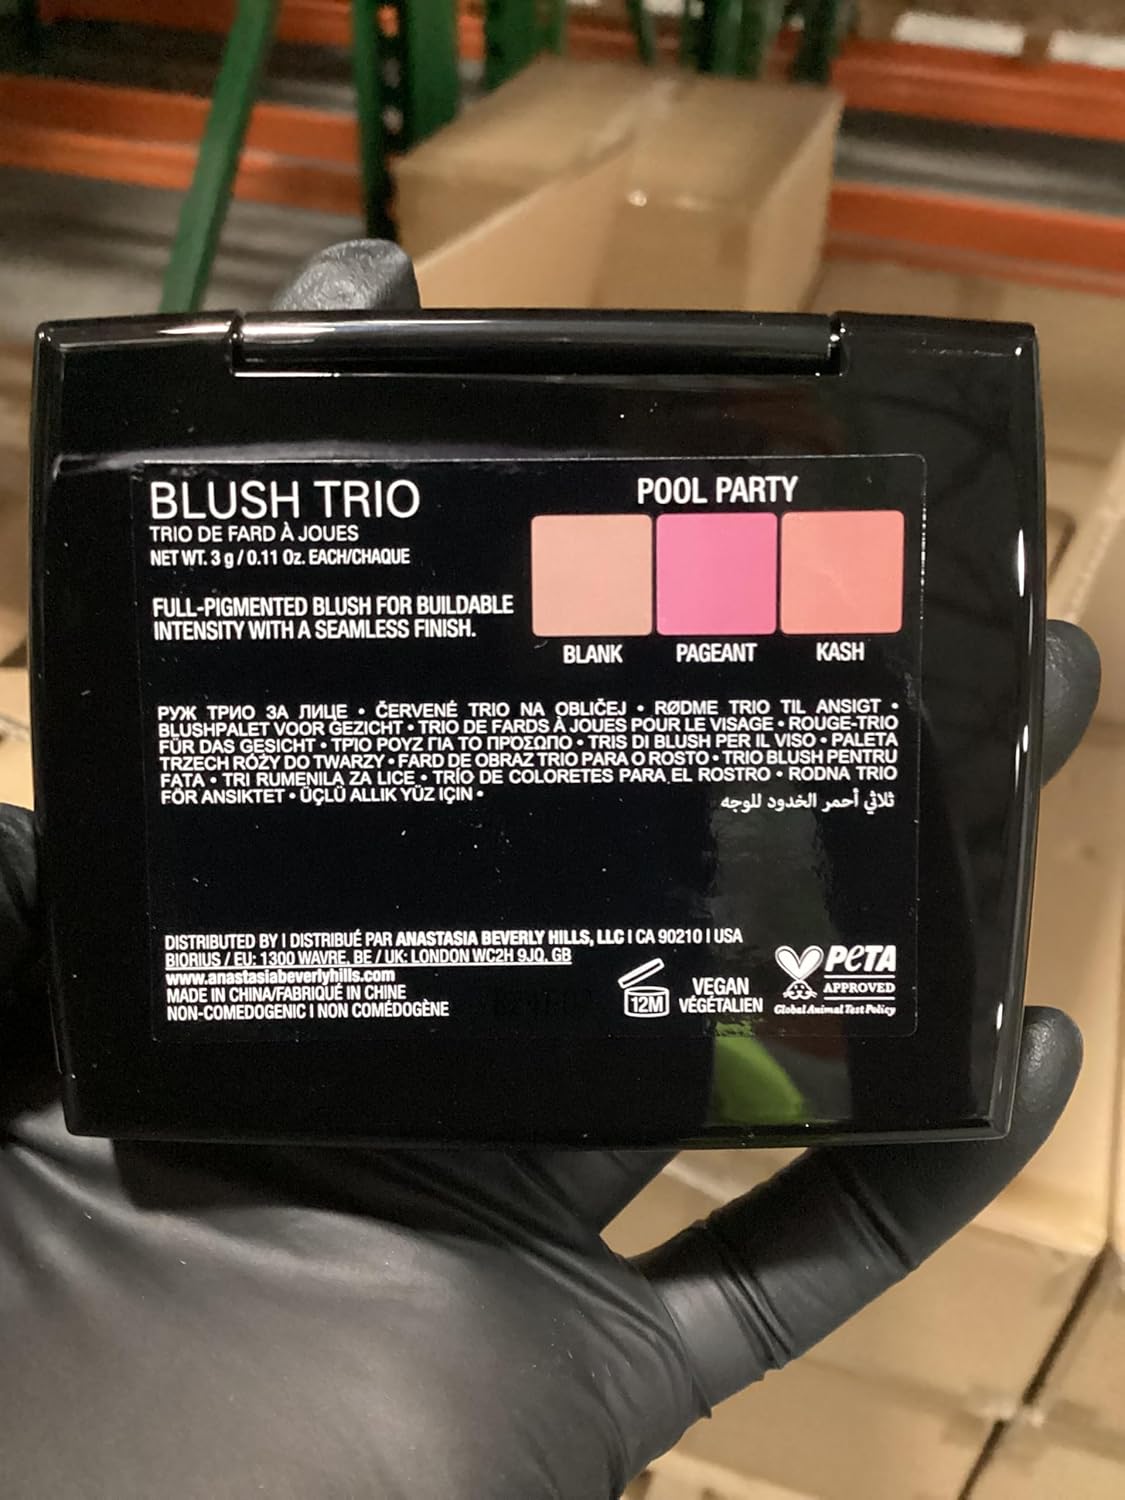 BLUSH TRIO
TRIO DE FARD À JOUES
NET WT. 3 g / 0.11 Oz. EACH/CHAQUE
FULL-PIGMENTED BLUSH FOR BUILDABLE
INTENSITY WITH A SEAMLESS FINISH.
POOL PARTY
BLANK PAGEANT KASH
РУЖ ТРИО ЗА ЛИЦЕ • ČERVENÉ TRIO NA OBLIČEJ • RØDME TRIO TIL ANSIGT •
BLUSHPALET VOOR GEZICHT • TRIO DE FARDS À JOUES POUR LE VISAGE • ROUGE-TRIO
FÜR DAS GESICHT • ΤΡΙΟ ΡΟΥΖ ΓΙΑ ΤΟ ΠΡΌΣΩΠΟ • TRIS DI BLUSH PER IL VISO • PALETA
TRZECH RÓŻY DO TWARZY • FARD DE OBRAZ TRIO PARA O ROSTO • TRIO BLUSH PENTRU
FATA • TRI RUMENILA ZA LICE • TRÍO DE COLORETES PARA EL ROSTRO • RODNA TRIO
FÖR ANSIKTET • ÜÇLÜ ALLIK YÜZ IÇIN •
ثلاثي أحمر الخدود للوجه
DISTRIBUTED BY I DISTRIBUÉ PAR ANASTASIA BEVERLY HILLS, LLC I CA 90210 I USA
BIORIUS / EU: 1300 WAVRE, BE / UK: LONDON WC2H 9JQ, GB
www.anastasiabeverlyhills.com
MADE IN CHINA/FABRIQUÉ IN CHINE
NON-COMEDOGENIC I NON COMÉDOGÈNE
12M
VEGAN
VÉGÉTALIEN
PETA
APPROVED
Global Animal Test Policy